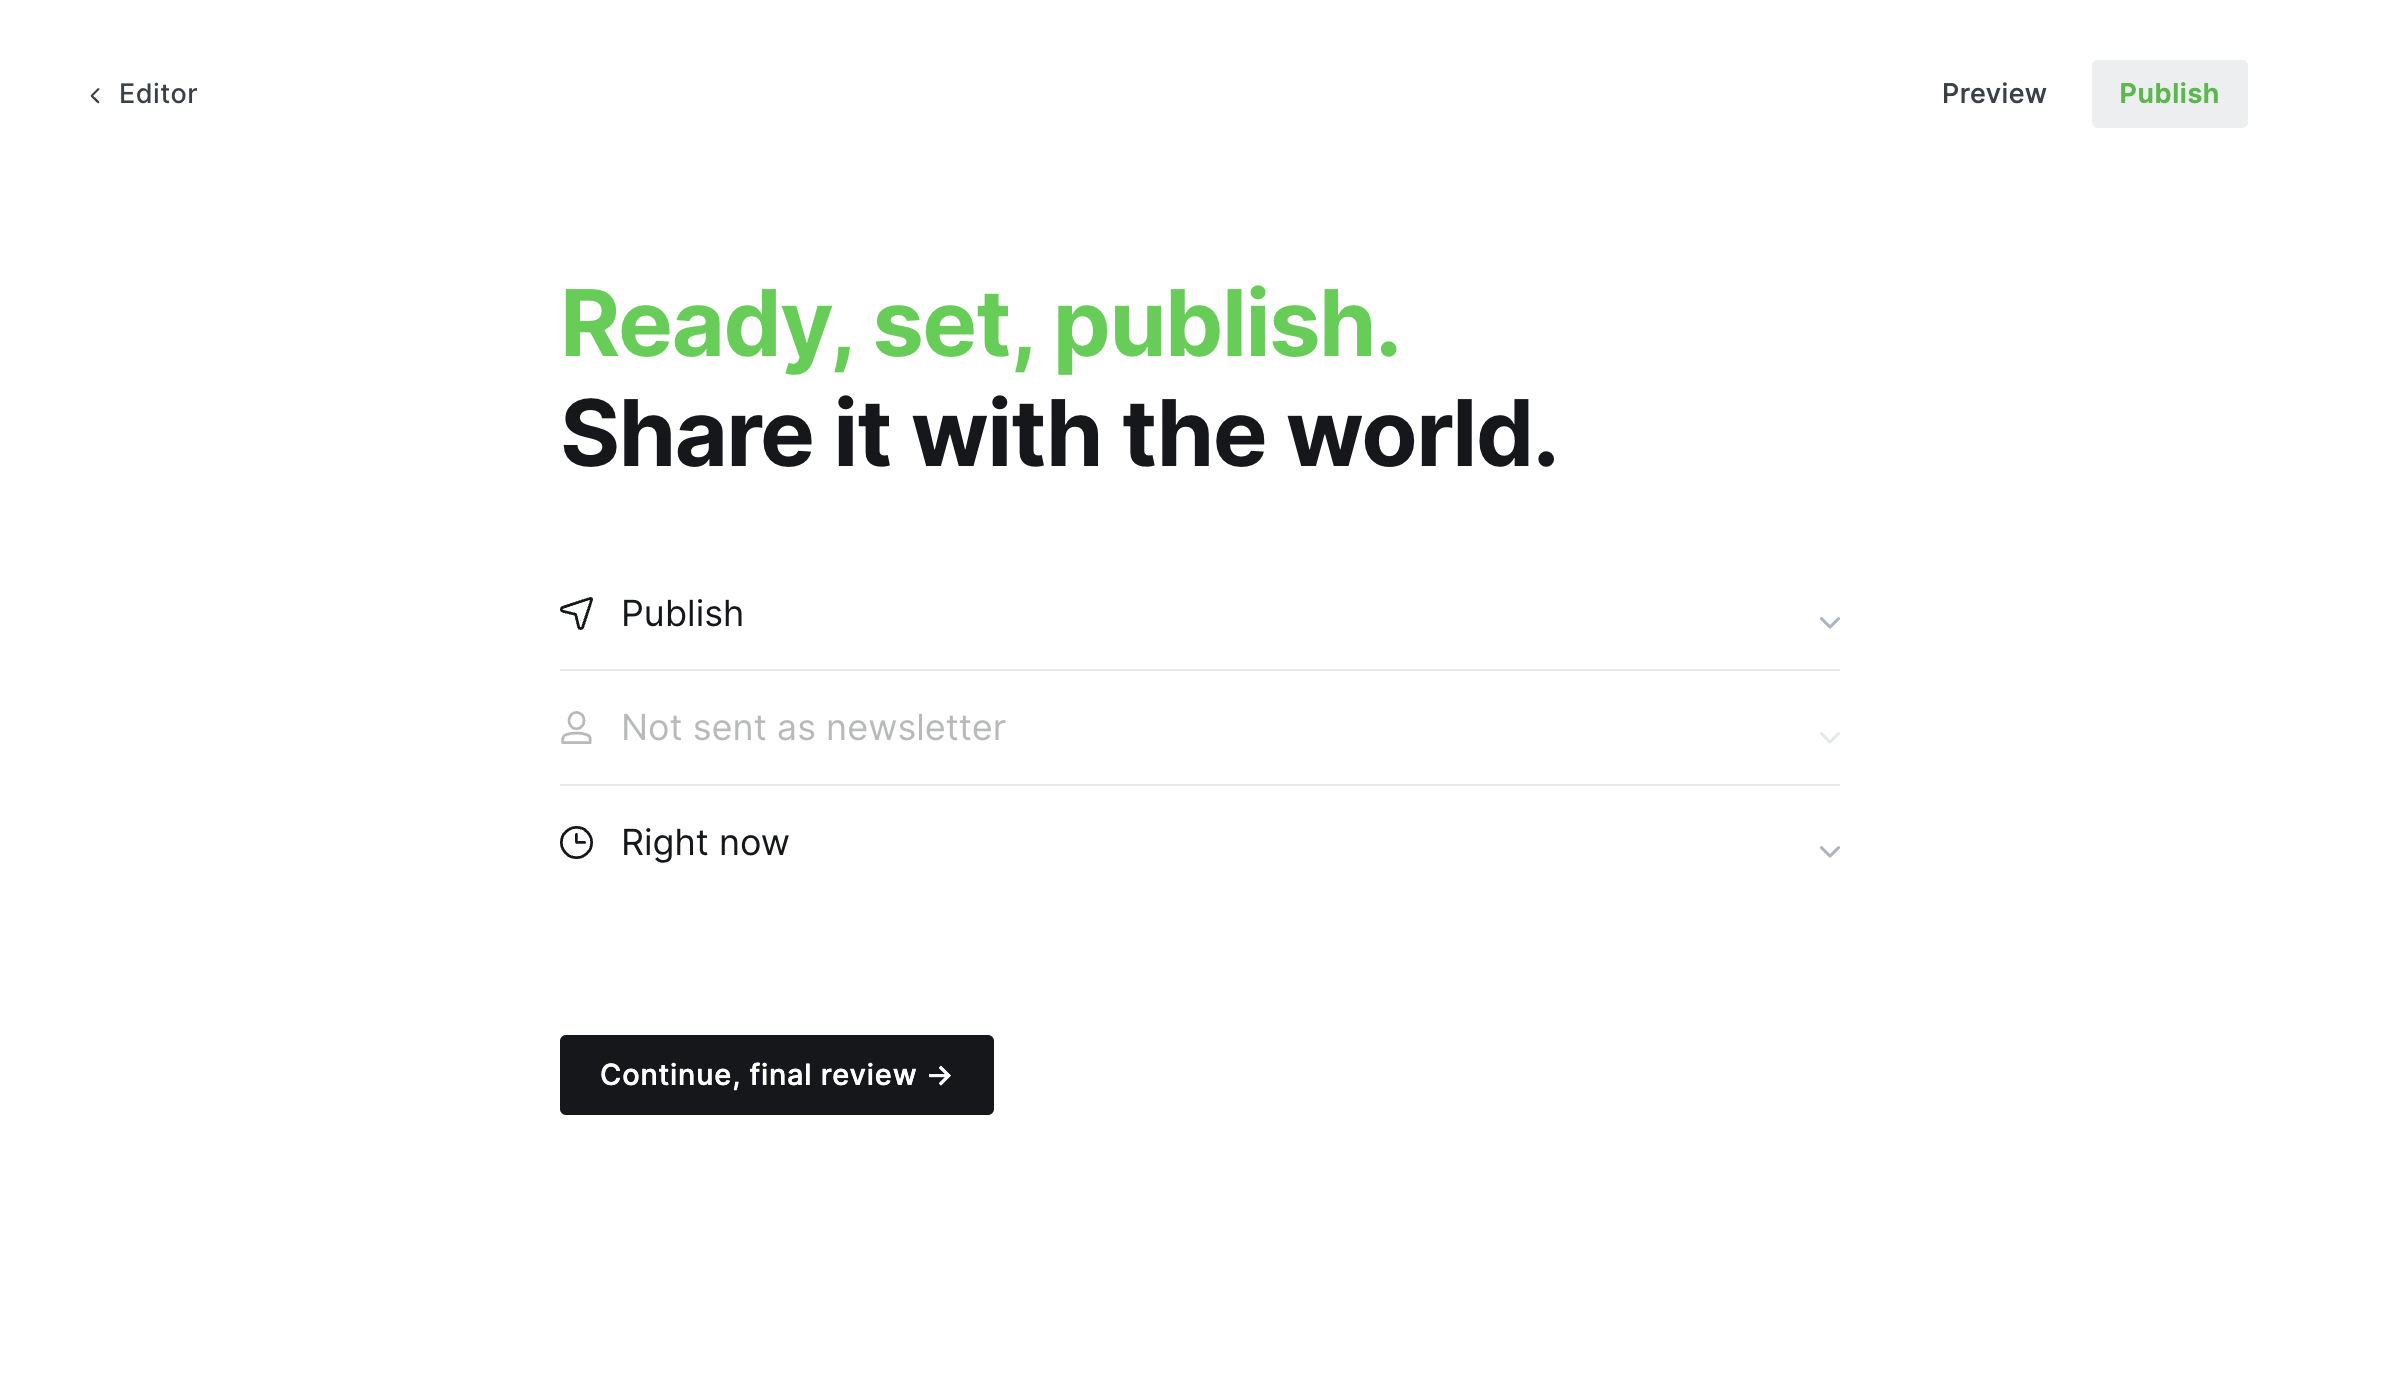 Editor
Preview
Publish
Ready, set, publish.
Share it with the world.
Publish
Not sent as newsletter
Right now
Continue, final review →